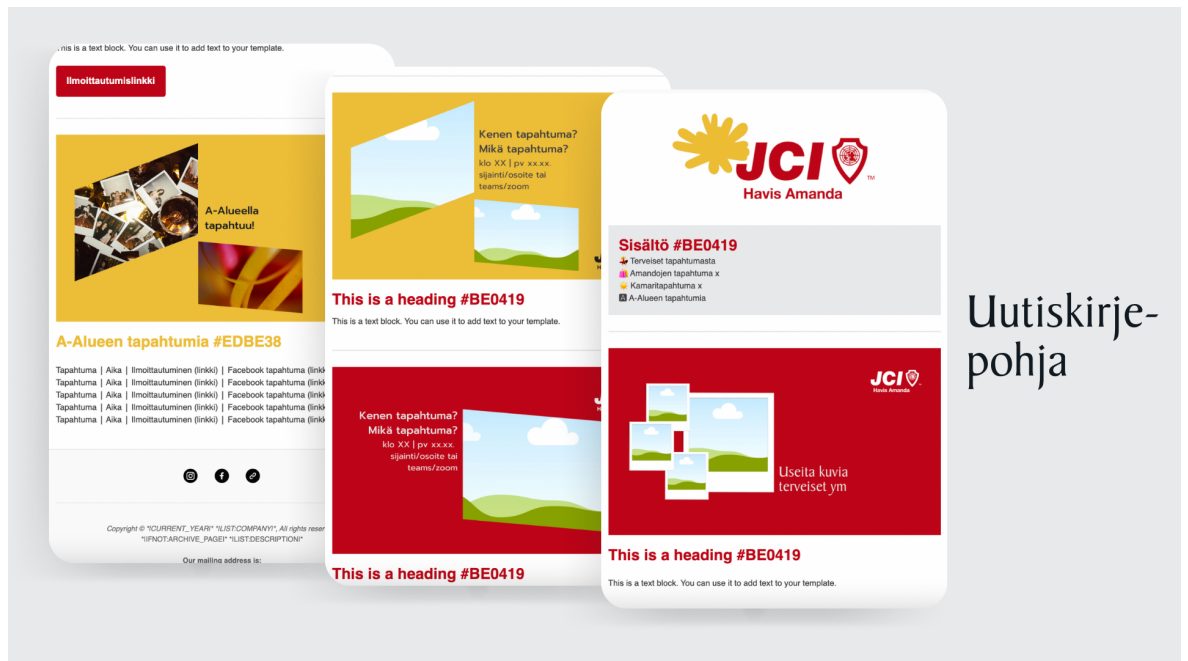 This is a text block. You can use it to add text to your template.
Ilmoittautumislinkki
A-Alueella
tapahtuu!
A-Alueen tapahtumia #EDBE38
Tapahtuma | Aika | Ilmoittautuminen (linkki) | Facebook tapahtuma (linkk
Tapahtuma | Aika | Ilmoittautuminen (linkki) | Facebook tapahtuma (linkk
Tapahtuma | Aika | Ilmoittautuminen (linkki) | Facebook tapahtuma (linkk
Tapahtuma | Aika | Ilmoittautuminen (linkki) | Facebook tapahtuma (linkk
Tapahtuma | Aika | Ilmoittautuminen (linkki) | Facebook tapahtuma (linkk
Copyright © *|CURRENT_YEAR|* *|LIST:COMPANY|*, All rights reser
*|IFNOT:ARCHIVE_PAGE|* *|LIST:DESCRIPTION|*
Our mailing address is:
Kenen tapahtuma?
Mikä tapahtuma?
klo XX | pv xx.xx.
sijainti/osoite tai
teams/zoom
This is a heading #BE0419
This is a text block. You can use it to add text to your template.
Kenen tapahtuma?
Mikä tapahtuma?
klo XX | pv xx.xx.
sijainti/osoite tai
teams/zoom
This is a heading #BE0419
JCI
TM
Havis Amanda
Sisältö #BE0419
💃 Terveiset tapahtumasta
🛍️ Amandojen tapahtuma x
☀️ Kamaritapahtuma x
🅰 A-Alueen tapahtumia
JCI
Havis Amanda
Useita kuvia
terveiset ym
This is a heading #BE0419
This is a text block. You can use it to add text to your template.
Uutiskirje-
pohja